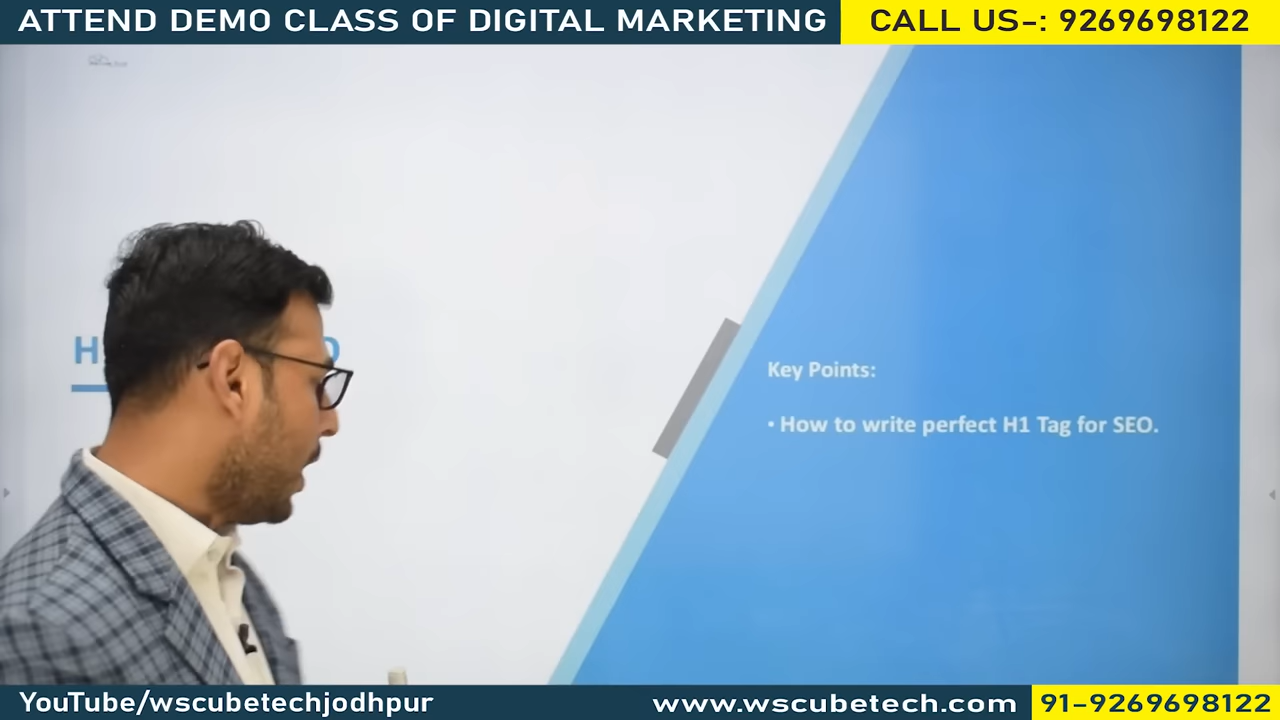 ATTEND DEMO CLASS OF DIGITAL MARKETING
CALL US-: 9269698122
Key Points:
• How to write perfect H1 Tag for SEO.
YouTube/wscubetechjodhpur
www.wscubetech.com
91-9269698122